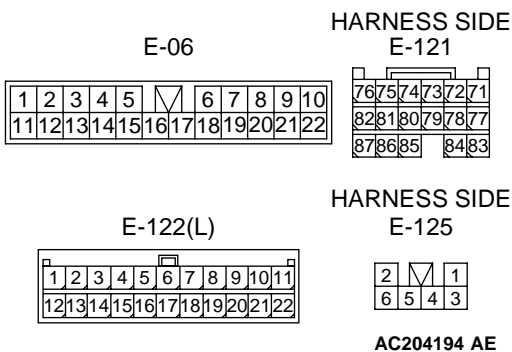 HARNESS SIDE
E-06
E-121
1 2 3 4 5 6 7 8 9 10
11 12 13 14 15 16 17 18 19 20 21 22
76 75 74 73 72 71
82 81 80 79 78 77
87 86 85 84 83
HARNESS SIDE
E-122(L)
E-125
1 2 3 4 5 6 7 8 9 10 11
12 13 14 15 16 17 18 19 20 21 22
2 1
6 5 4 3
AC204194 AE